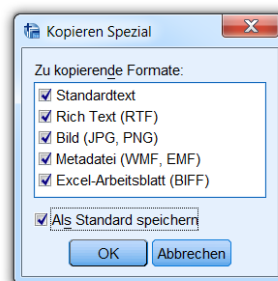 Kopieren Spezial
Zu kopierende Formate:
Standardtext
Rich Text (RTF)
Bild (JPG, PNG)
Metadatei (WMF, EMF)
Excel-Arbeitsblatt (BIFF)
Als Standard speichern
OK Abbrechen